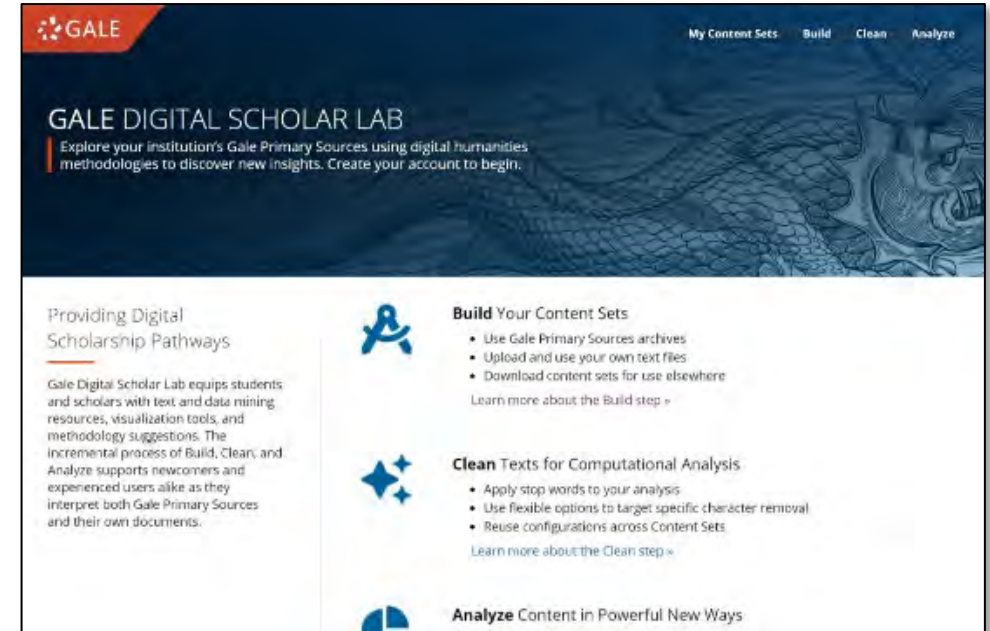 GALE
My Content Sets Build Clean Analyze
GALE DIGITAL SCHOLAR LAB
Explore your institution's Gale Primary Sources using digital humanities
methodologies to discover new insights. Create your account to begin.
Providing Digital
Scholarship Pathways
Gale Digital Scholar Lab equips students
and scholars with text and data mining
resources, visualization tools, and
methodology suggestions. The
incremental process of Build, Clean, and
Analyze supports newcomers and
experienced users alike as they
interpret both Gale Primary Sources
and their own documents.
Build Your Content Sets
• Use Gale Primary Sources archives
• Upload and use your own text files
• Download content sets for use elsewhere
Learn more about the Build step »
Clean Texts for Computational Analysis
• Apply stop words to your analysis
• Use flexible options to target specific character removal
• Reuse configurations across Content Sets
Learn more about the Clean step »
Analyze Content in Powerful New Ways